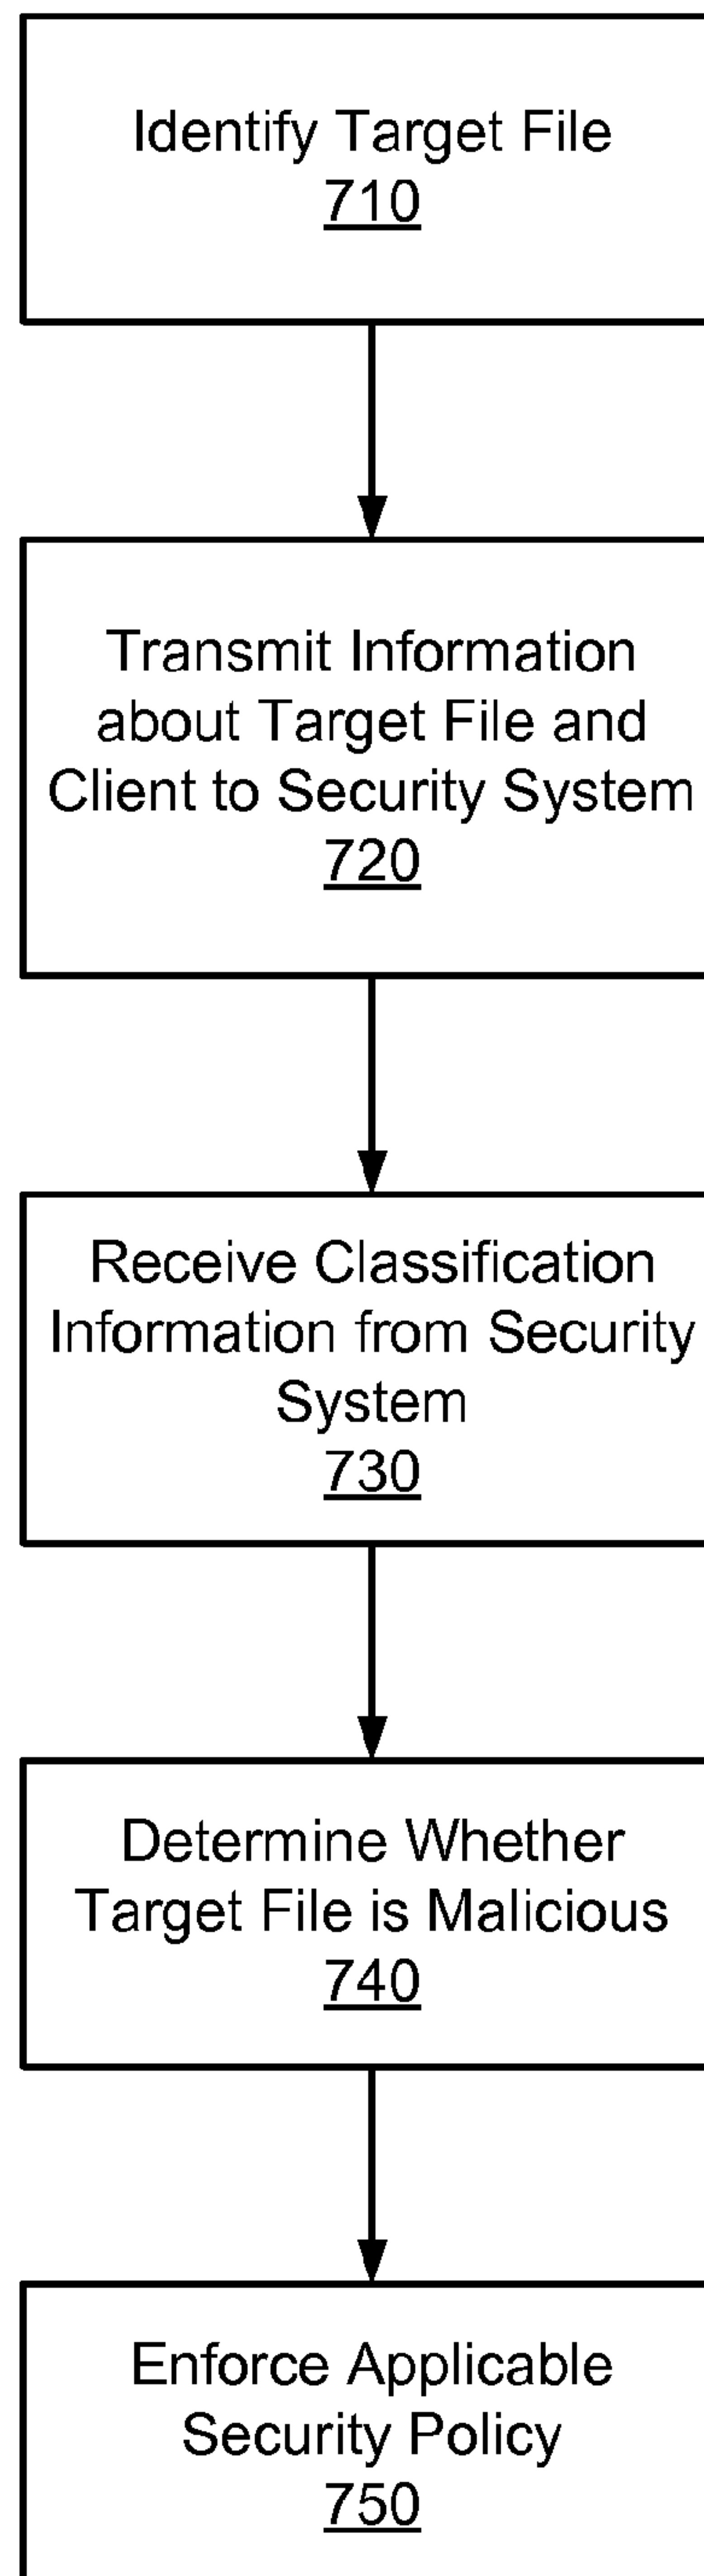 Identify Target File
710
Transmit Information
about Target File and
Client to Security System
720
Receive Classification
Information from Security
System
730
Determine Whether
Target File is Malicious
740
Enforce Applicable
Security Policy
750